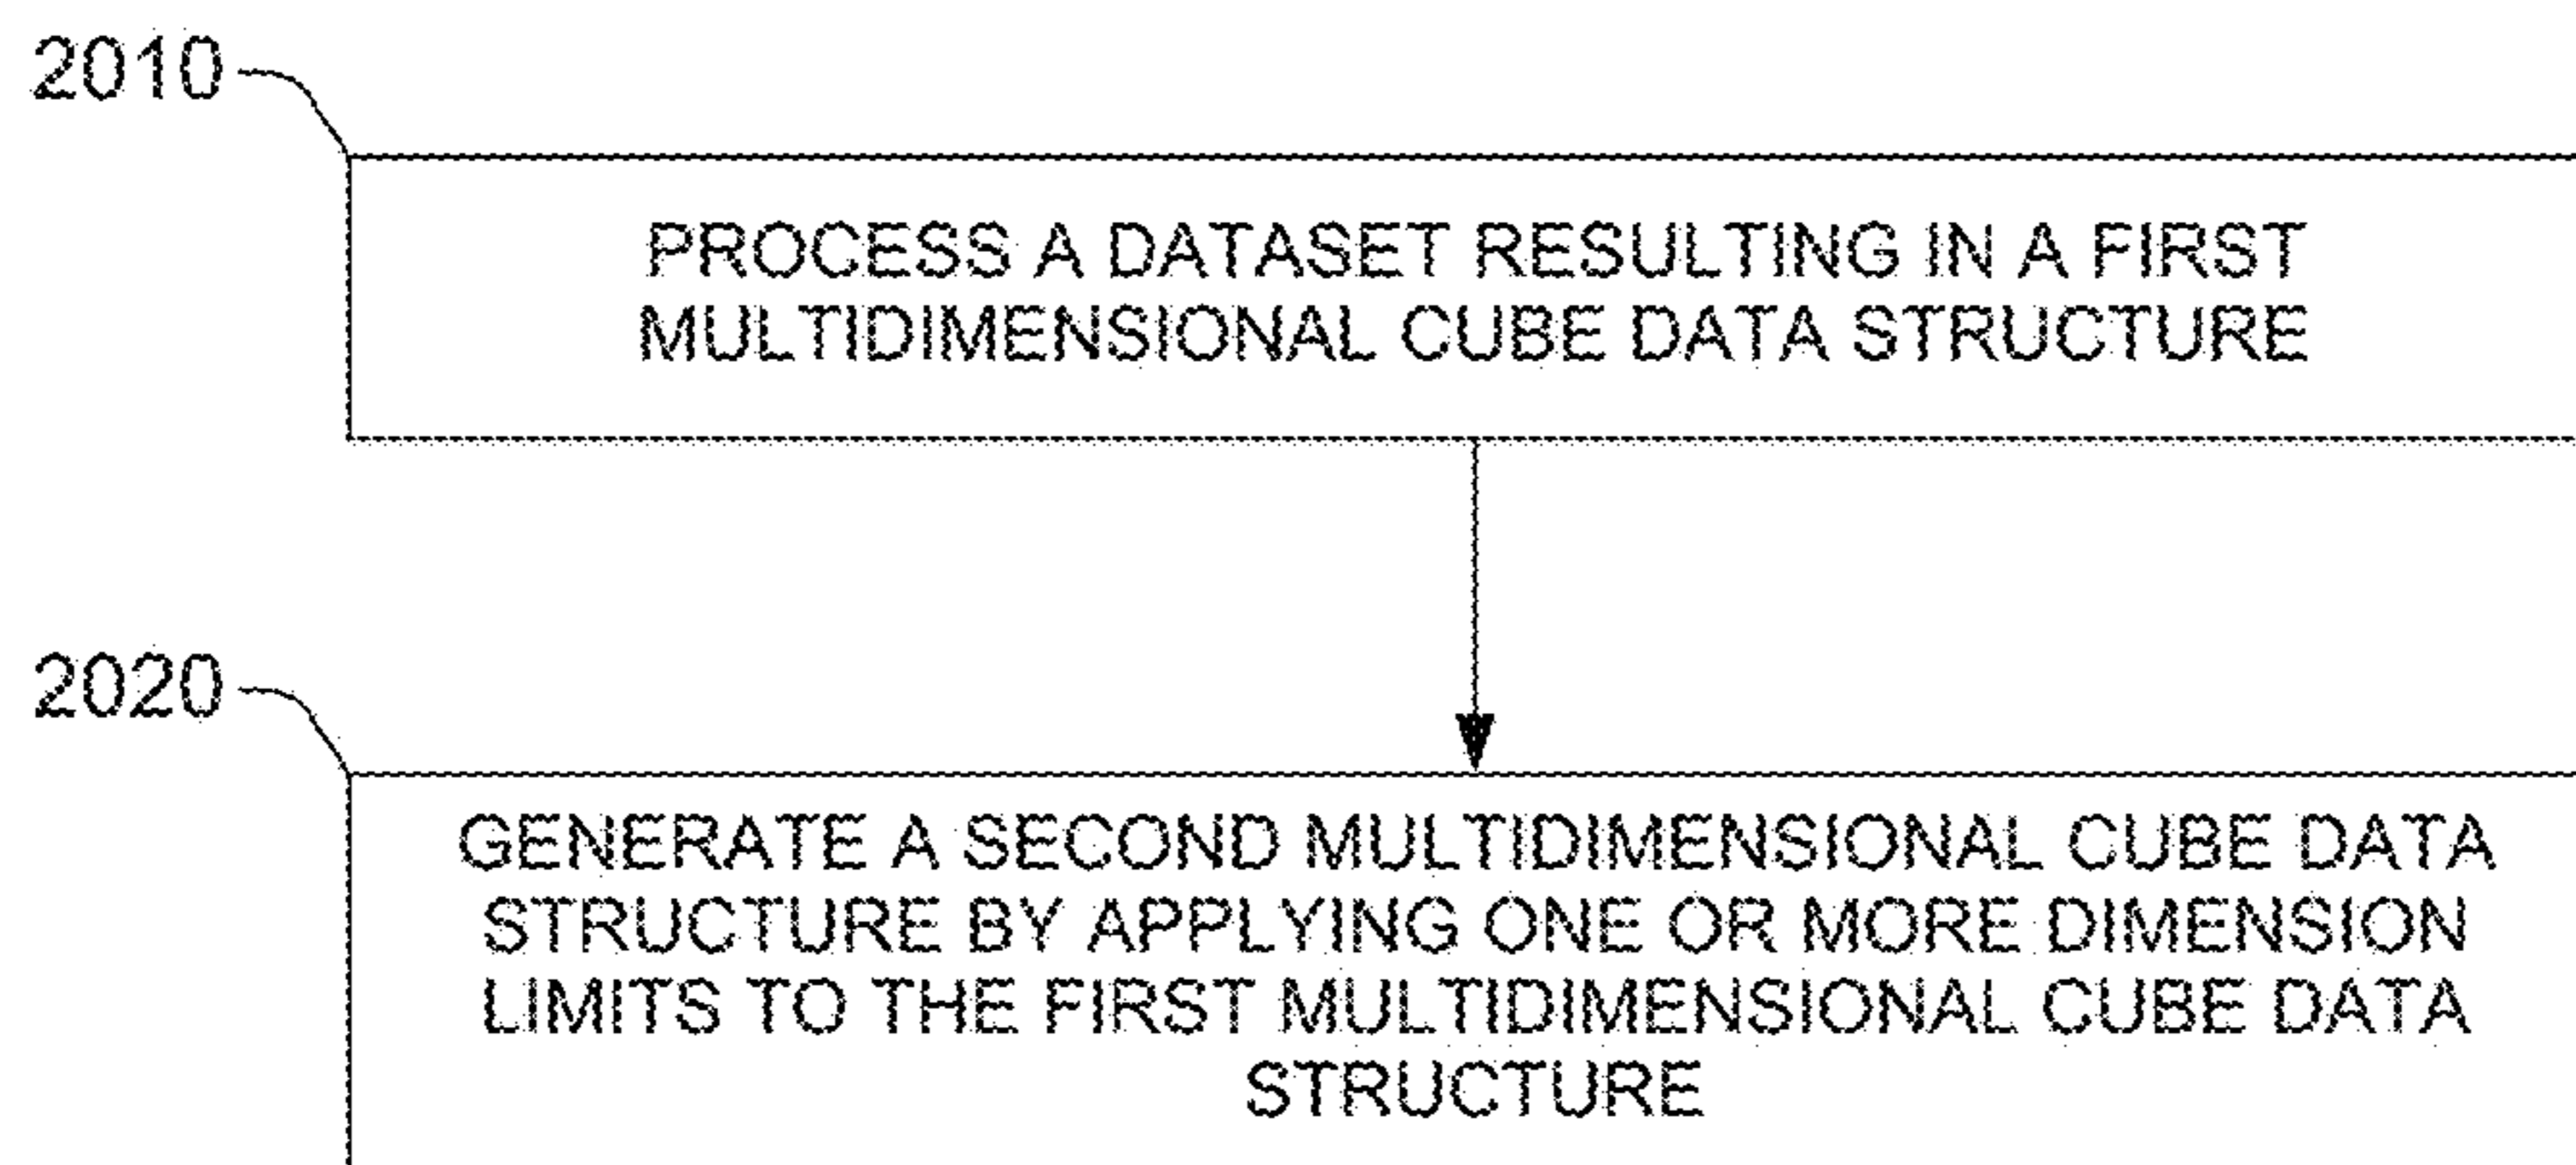 2010
PROCESS A DATASET RESULTING IN A FIRST
MULTIDIMENSIONAL CUBE DATA STRUCTURE
2020
GENERATE A SECOND MULTIDIMENSIONAL CUBE DATA
STRUCTURE BY APPLYING ONE OR MORE DIMENSION
LIMITS TO THE FIRST MULTIDIMENSIONAL CUBE DATA
STRUCTURE